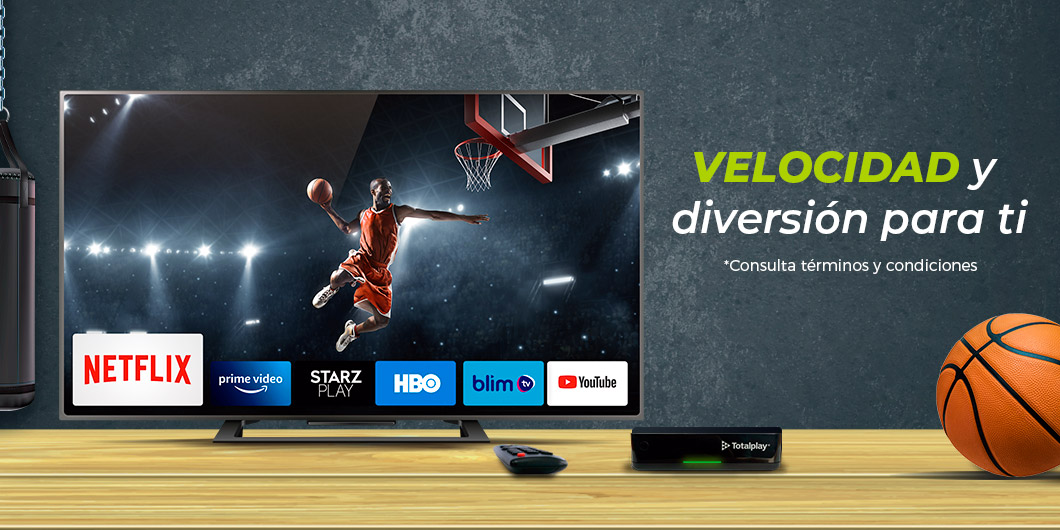 VELOCIDAD y
diversión para ti
*Consulta términos y condiciones
NETFLIX
prime video
STARZ
PLAY
HBO
blim tv
YouTube
Totalplay